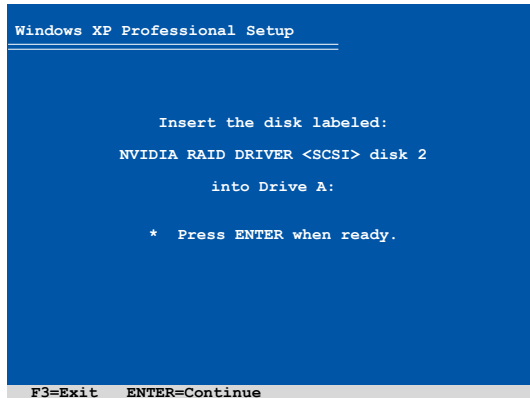 Windows XP Professional Setup
Insert the disk labeled:
NVIDIA RAID DRIVER <SCSI> disk 2
into Drive A:
* Press ENTER when ready.
F3=Exit ENTER=Continue